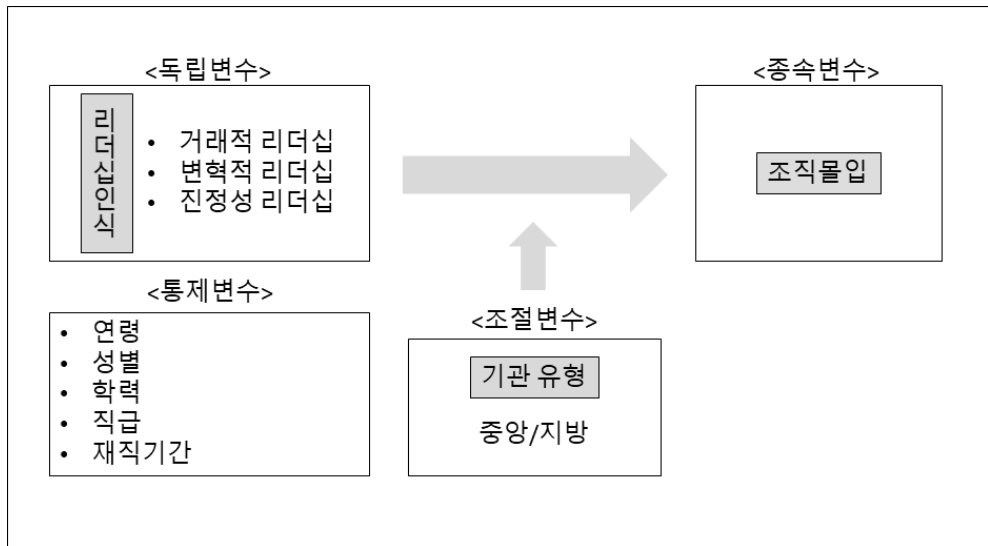 <독립변수>
리더십인식
• 거래적 리더십
• 변혁적 리더십
• 진정성 리더십
<종속변수>
조직몰입
<통제변수>
• 연령
• 성별
• 학력
• 직급
• 재직기간
<조절변수>
기관 유형
중앙/지방